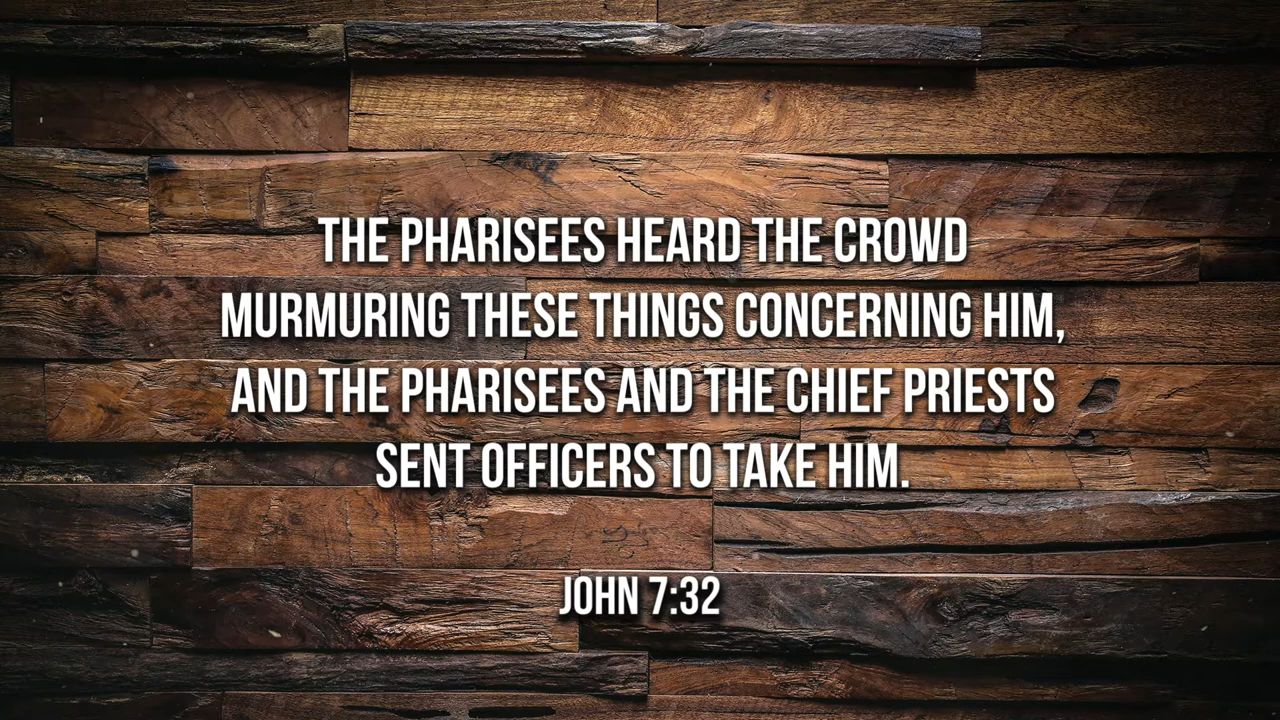 THE PHARISEES HEARD THE CROWD
MURMURING THESE THINGS CONCERNING HIM,
AND THE PHARISEES AND THE CHIEF PRIESTS
SENT OFFICERS TO TAKE HIM.
JOHN 7:32